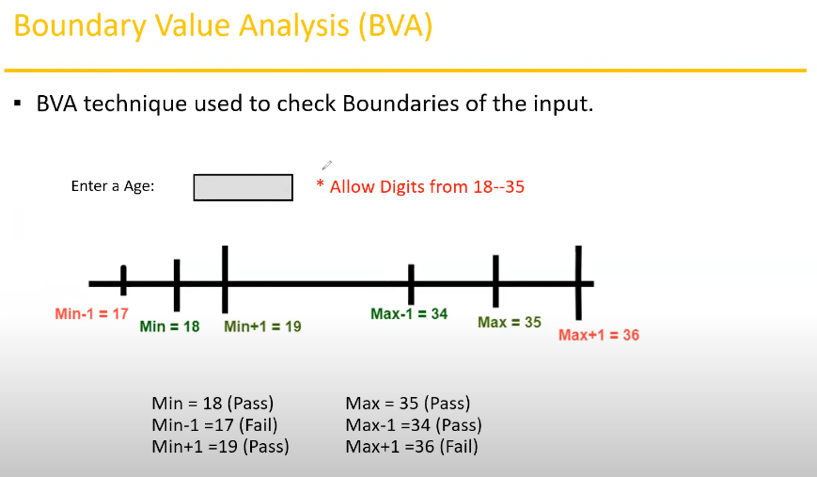 Boundary Value Analysis (BVA)
▪ BVA technique used to check Boundaries of the input.
Enter a Age: * Allow Digits from 18--35
Min-1 = 17
Min = 18
Min+1 = 19
Max-1 = 34
Max = 35
Max+1 = 36
Min = 18 (Pass)
Min-1 =17 (Fail)
Min+1 =19 (Pass)
Max = 35 (Pass)
Max-1 =34 (Pass)
Max+1 =36 (Fail)